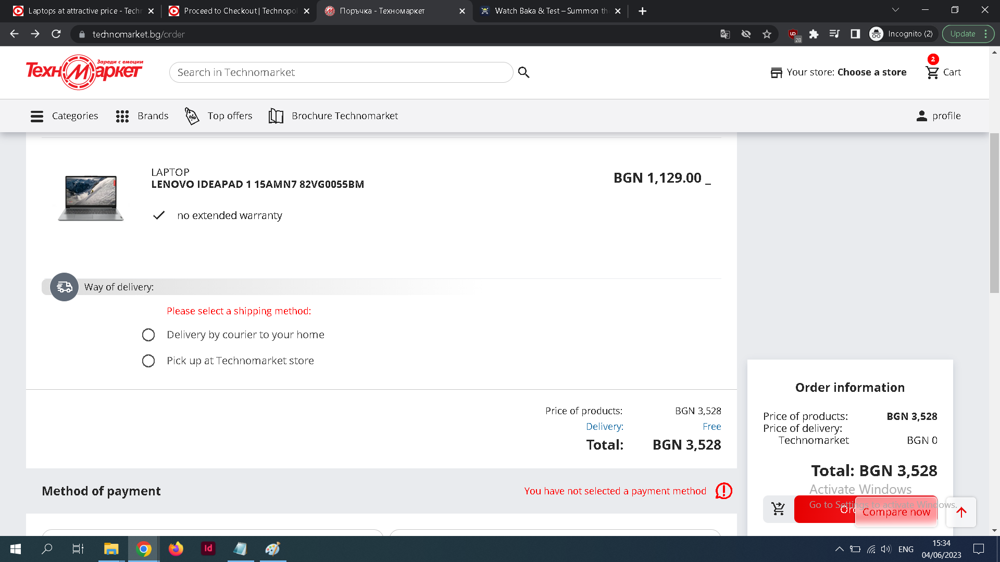 Laptops at attractive price - Techn
Proceed to Checkout | Technopol
Поръчка - Техномаркет
Watch Baka & Test – Summon th
technomarket.bg/order
28
Incognito (2)
Update
Зареди с емоции
ТехноМаркет
Search in Technomarket
Your store: Choose a store
2
Cart
Categories
Brands
Top offers
Brochure Technomarket
profile
LAPTOP
LENOVO IDEAPAD 1 15AMN7 82VG0055BM
BGN 1,129.00 _
no extended warranty
Way of delivery:
Please select a shipping method:
Delivery by courier to your home
Pick up at Technomarket store
Price of products: BGN 3,528
Delivery: Free
Total: BGN 3,528
Order information
Price of products: BGN 3,528
Price of delivery:
Technomarket BGN 0
Total: BGN 3,528
Activate Windows
Go to Settings to activate Windows.
Compare now
Method of payment
You have not selected a payment method
Id
ENG
15:34
04/06/2023